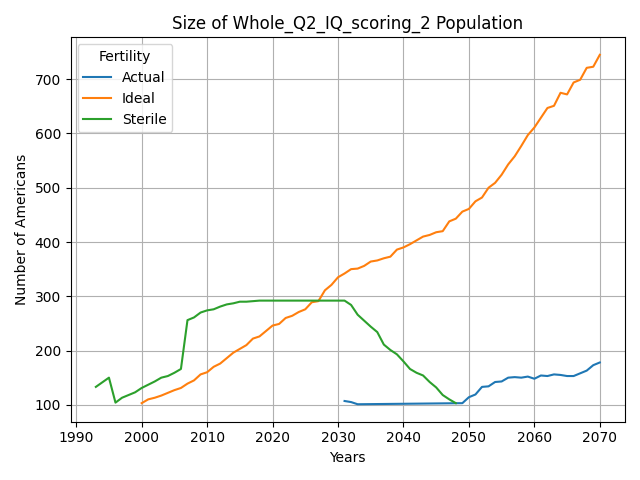 Size of Whole_Q2_IQ_scoring_2 Population
Fertility
Actual
Ideal
Sterile
Number of Americans
700
600
500
400
300
200
100
1990 2000 2010 2020 2030 2040 2050 2060 2070
Years